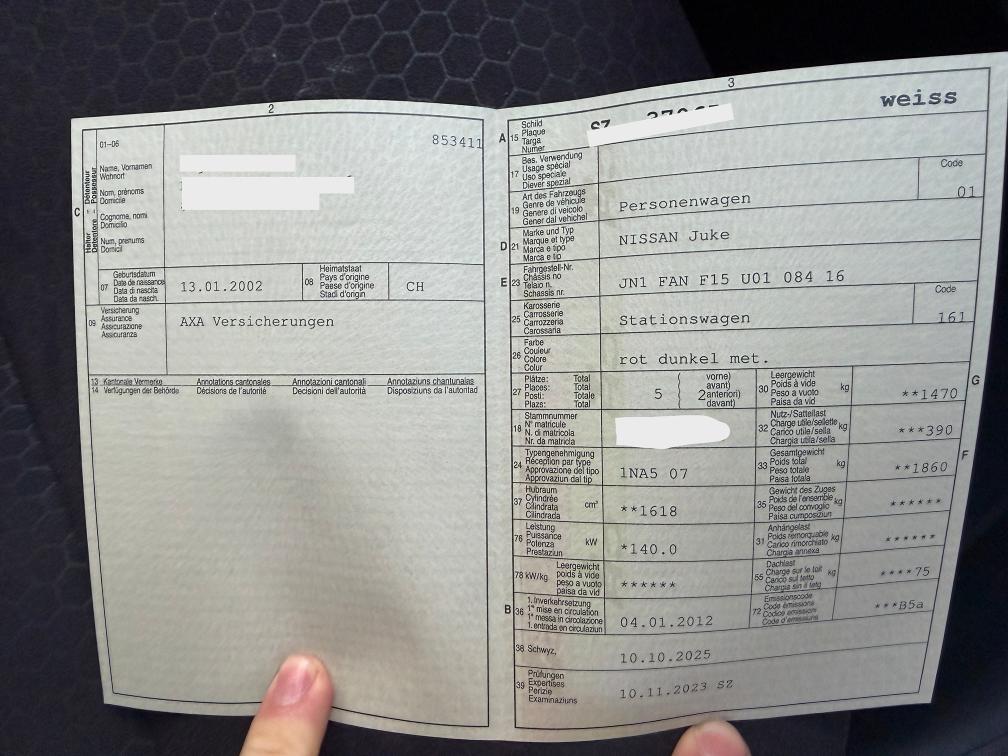 2
01-06
853411
Détenteur
Possesseur
Halter
Detentore
C
Name, Vornamen
Wohnort
Nom, prénoms
Domicile
Cognome, nomi
Domicilio
Num, prenums
Domicil
07
Geburtsdatum
Date de naissance
Data di nascita
Data da nasch.
13.01.2002
08
Heimatstaat
Pays d'origine
Paese d'origine
Stadi d'origin
CH
09
Versicherung
Assurance
Assicurazione
Assicuranza
AXA Versicherungen
13 Kantonale Vermerke Annotations cantonales Annotazioni cantonali Annotaziuns chantunalas
14 Verfügungen der Behörde Décisions de l'autorité Decisioni dell'autorità Disposiziuns da l'autoritad
3
weiss
A
15
Schild
Plaque
Targa
Numer
SZ
17
Bes. Verwendung
Usage spécial
Uso speciale
Diever spezial
Code
01
19
Art des Fahrzeugs
Genre de véhicule
Genere di veicolo
Gener dal vehichel
Personenwagen
D
21
Marke und Typ
Marque et type
Marca e tipo
Marca e tip
NISSAN Juke
E
23
Fahrgestell-Nr.
Châssis no
Telaio n.
Schassis nr.
JN1 FAN F15 U01 084 16
25
Karosserie
Carrosserie
Carrozzeria
Carossaria
Stationswagen
Code
161
26
Farbe
Couleur
Colore
Colur
rot dunkel met.
27
Plätze: Total
Places: Total
Posti: Totale
Plazs: Total
5
2
vorne)
avant)
anteriori)
davant)
30
Leergewicht
Poids à vide
Peso a vuoto
Paisa da vid
kg
**1470
G
18
Stammnummer
N° matricule
N. di matricola
Nr. da matricla
32
Nutz-/Sattellast
Charge utile/sellette
Carico utile/sella
Chargia utila/sella
kg
***390
24
Typengenehmigung
Réception par type
Approvazione del tipo
Approvaziun dal tip
1NA5 07
33
Gesamtgewicht
Poids total
Peso totale
Paisa totala
kg
**1860
F
37
Hubraum
Cylindrée
Cilindrata
Cilindrada
cm³
**1618
35
Gewicht des Zuges
Poids de l'ensemble
Peso del convoglio
Paisa cumposiziun
kg
******
76
Leistung
Puissance
Potenza
Prestaziun
kW
*140.0
31
Anhängelast
Poids remorquable
Carico rimorchiato
Chargia annexa
kg
******
78 kW/kg
Leergewicht
poids à vide
peso a vuoto
paisa da vid
******
55
Dachlast
Charge sur le toit
Carico sul tetto
Chargia sin il tetg
kg
****75
B
36
1. Inverkehrsetzung
1re mise en circulation
1a messa in circolazione
1. entrada en circulaziun
04.01.2012
72
Emissionscode
Code émissions
Codice emissioni
Code d'emissiuns
***B5a
38 Schwyz,
10.10.2025
39
Prüfungen
Expertises
Perizie
Examinaziuns
10.11.2023 SZ